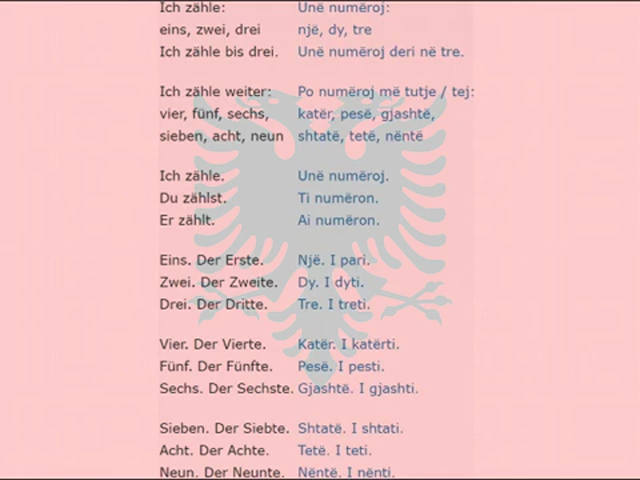 Ich zähle: Unë numëroj:
eins, zwei, drei një, dy, tre
Ich zähle bis drei. Unë numëroj deri në tre.
Ich zähle weiter: Po numëroj më tutje / tej:
vier, fünf, sechs, katër, pesë, gjashtë,
sieben, acht, neun shtatë, tetë, nëntë
Ich zähle. Unë numëroj.
Du zählst. Ti numëron.
Er zählt. Ai numëron.
Eins. Der Erste. Një. I pari.
Zwei. Der Zweite. Dy. I dyti.
Drei. Der Dritte. Tre. I treti.
Vier. Der Vierte. Katër. I katërti.
Fünf. Der Fünfte. Pesë. I pesti.
Sechs. Der Sechste. Gjashtë. I gjashti.
Sieben. Der Siebte. Shtatë. I shtati.
Acht. Der Achte. Tetë. I teti.
Neun. Der Neunte. Nëntë. I nënti.